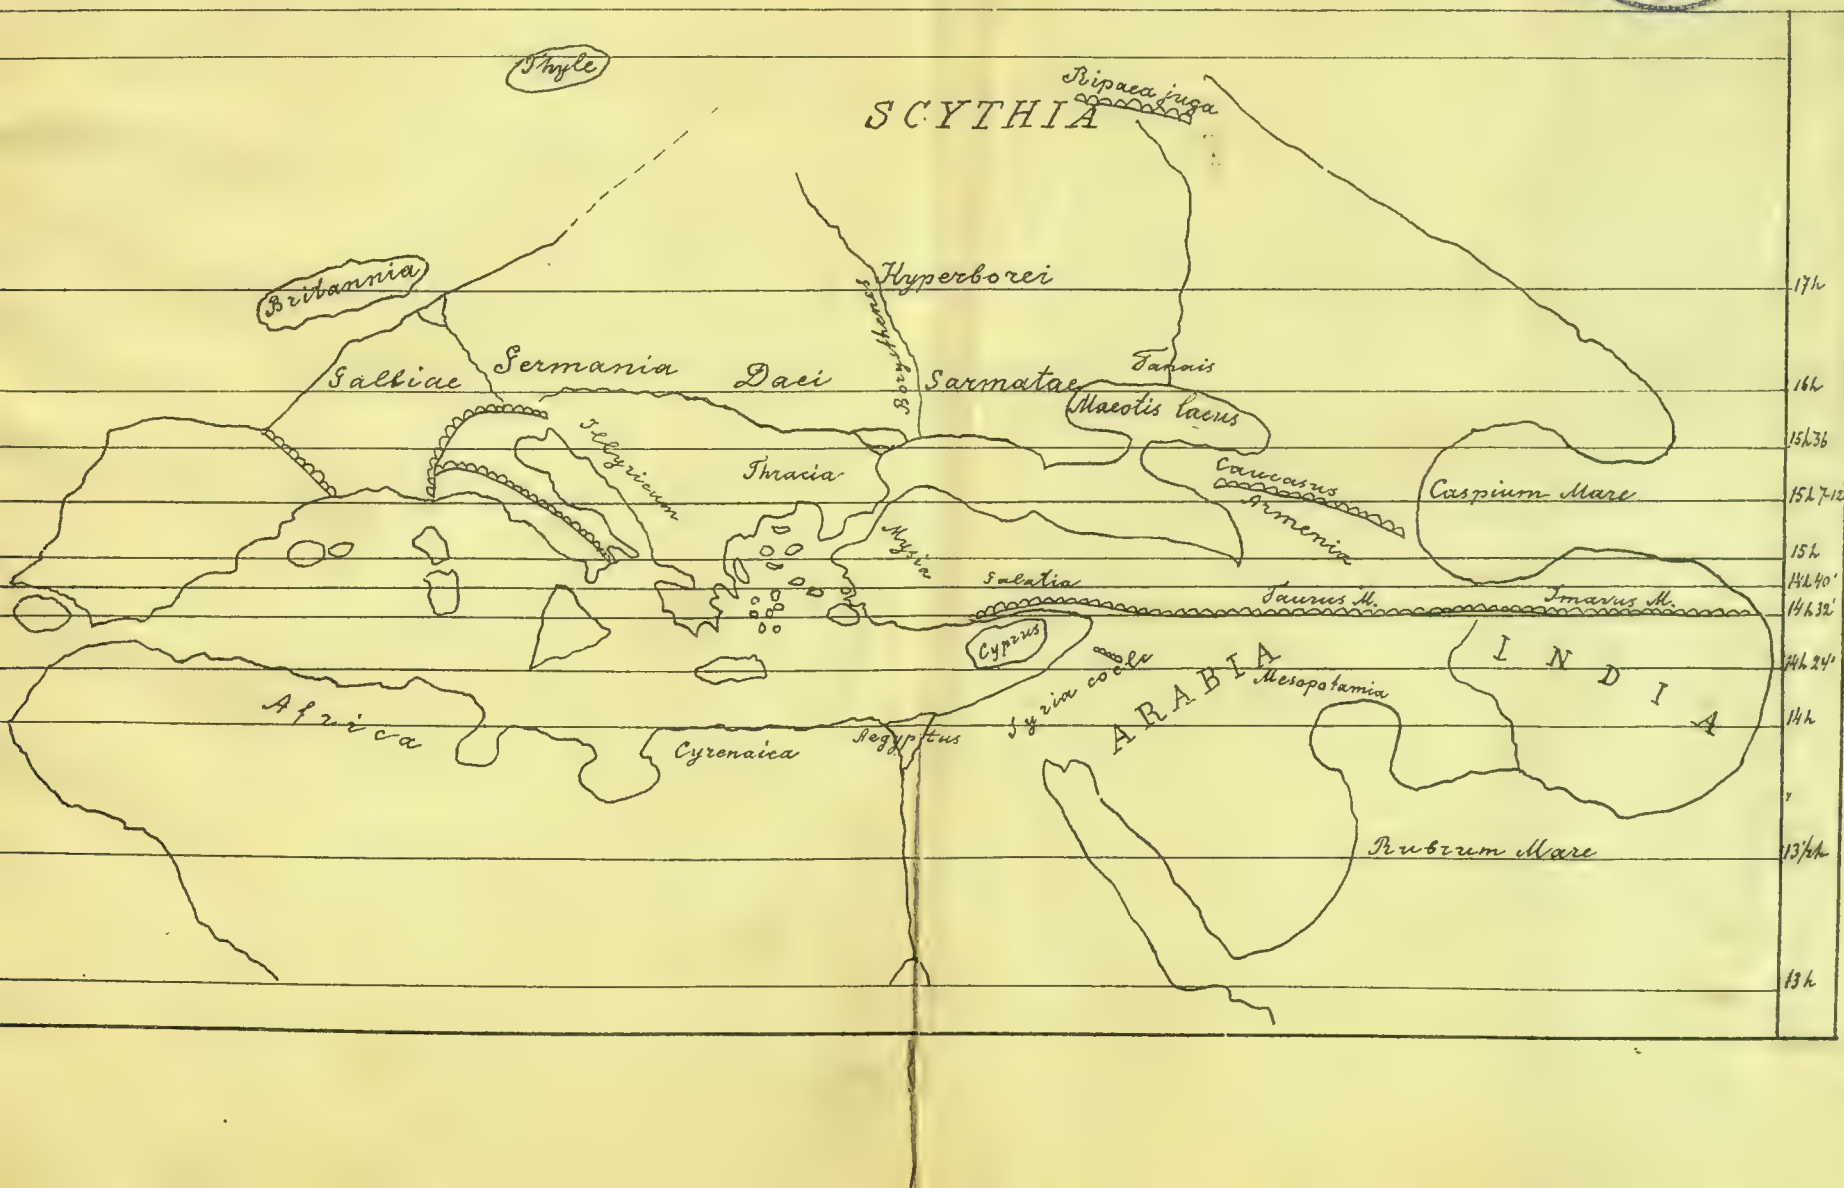 Thyle
Ripaea juga
SCYTHIA
Britannia
Hyperborei
17h
Borysthenes
Galliae
Germania
Daci
Sarmatae
Tanais
16h
Maeotis lacus
Illyricum
15h36
Thracia
Caucasus
Caspium Mare
15h7-12
Armenia
Mysia
15h
Galatia
Taurus M.
Imavus M.
14h40'
14h32'
Cyprus
INDIA
14h24'
Syria coele
ARABIA
Mesopotamia
Africa
Cyrenaica
Aegyptus
14h
Rubrum Mare
13½h
13h